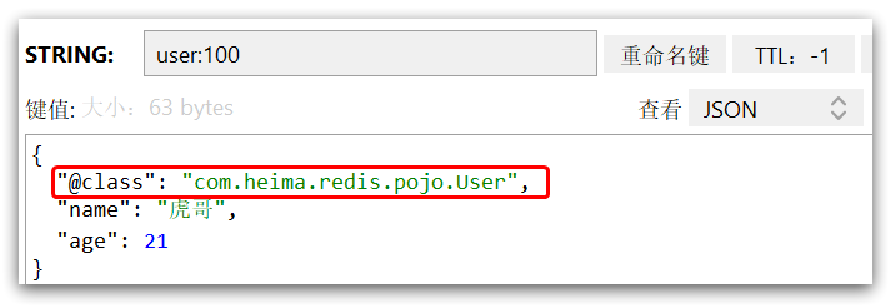 STRING: user:100 重命名键 TTL：-1
键值: 大小：63 bytes 查看 JSON
{
"@class": "com.heima.redis.pojo.User",
"name": "虎哥",
"age": 21
}